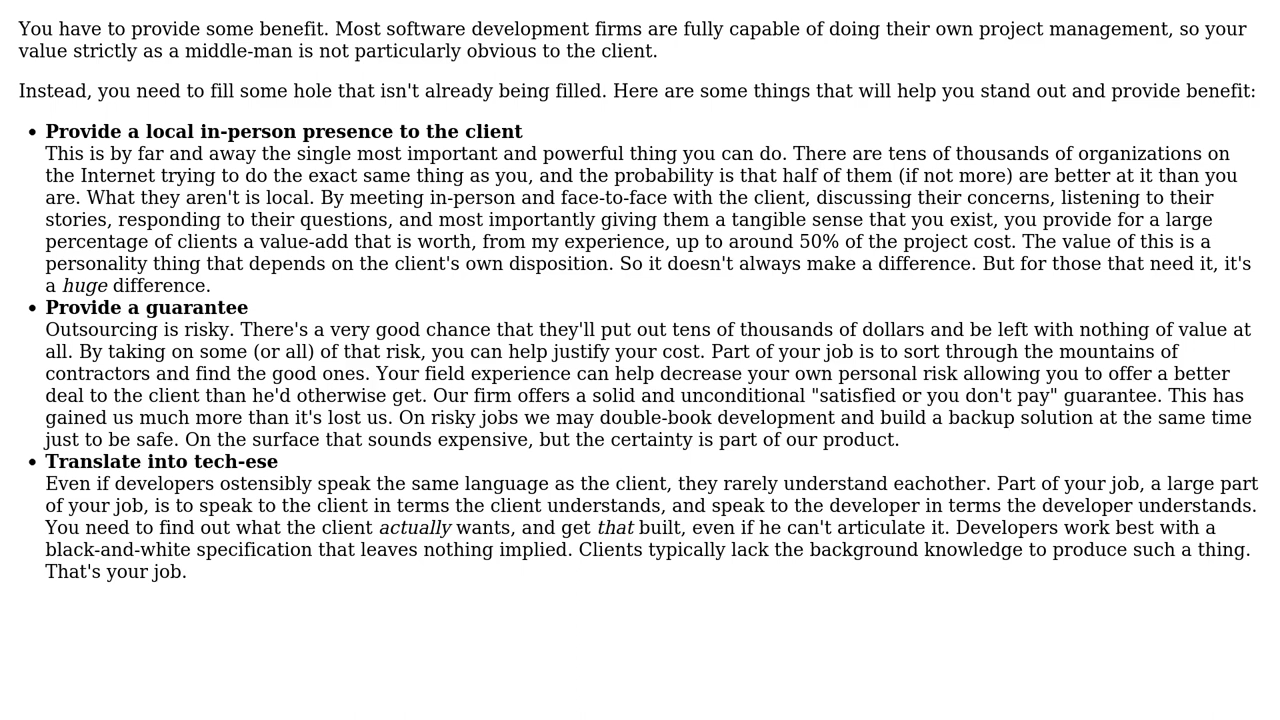 You have to provide some benefit. Most software development firms are fully capable of doing their own project management, so your
value strictly as a middle-man is not particularly obvious to the client.
Instead, you need to fill some hole that isn't already being filled. Here are some things that will help you stand out and provide benefit:
• Provide a local in-person presence to the client
This is by far and away the single most important and powerful thing you can do. There are tens of thousands of organizations on
the Internet trying to do the exact same thing as you, and the probability is that half of them (if not more) are better at it than you
are. What they aren't is local. By meeting in-person and face-to-face with the client, discussing their concerns, listening to their
stories, responding to their questions, and most importantly giving them a tangible sense that you exist, you provide for a large
percentage of clients a value-add that is worth, from my experience, up to around 50% of the project cost. The value of this is a
personality thing that depends on the client's own disposition. So it doesn't always make a difference. But for those that need it, it's
a huge difference.
• Provide a guarantee
Outsourcing is risky. There's a very good chance that they'll put out tens of thousands of dollars and be left with nothing of value at
all. By taking on some (or all) of that risk, you can help justify your cost. Part of your job is to sort through the mountains of
contractors and find the good ones. Your field experience can help decrease your own personal risk allowing you to offer a better
deal to the client than he'd otherwise get. Our firm offers a solid and unconditional "satisfied or you don't pay" guarantee. This has
gained us much more than it's lost us. On risky jobs we may double-book development and build a backup solution at the same time
just to be safe. On the surface that sounds expensive, but the certainty is part of our product.
• Translate into tech-ese
Even if developers ostensibly speak the same language as the client, they rarely understand eachother. Part of your job, a large part
of your job, is to speak to the client in terms the client understands, and speak to the developer in terms the developer understands.
You need to find out what the client actually wants, and get that built, even if he can't articulate it. Developers work best with a
black-and-white specification that leaves nothing implied. Clients typically lack the background knowledge to produce such a thing.
That's your job.